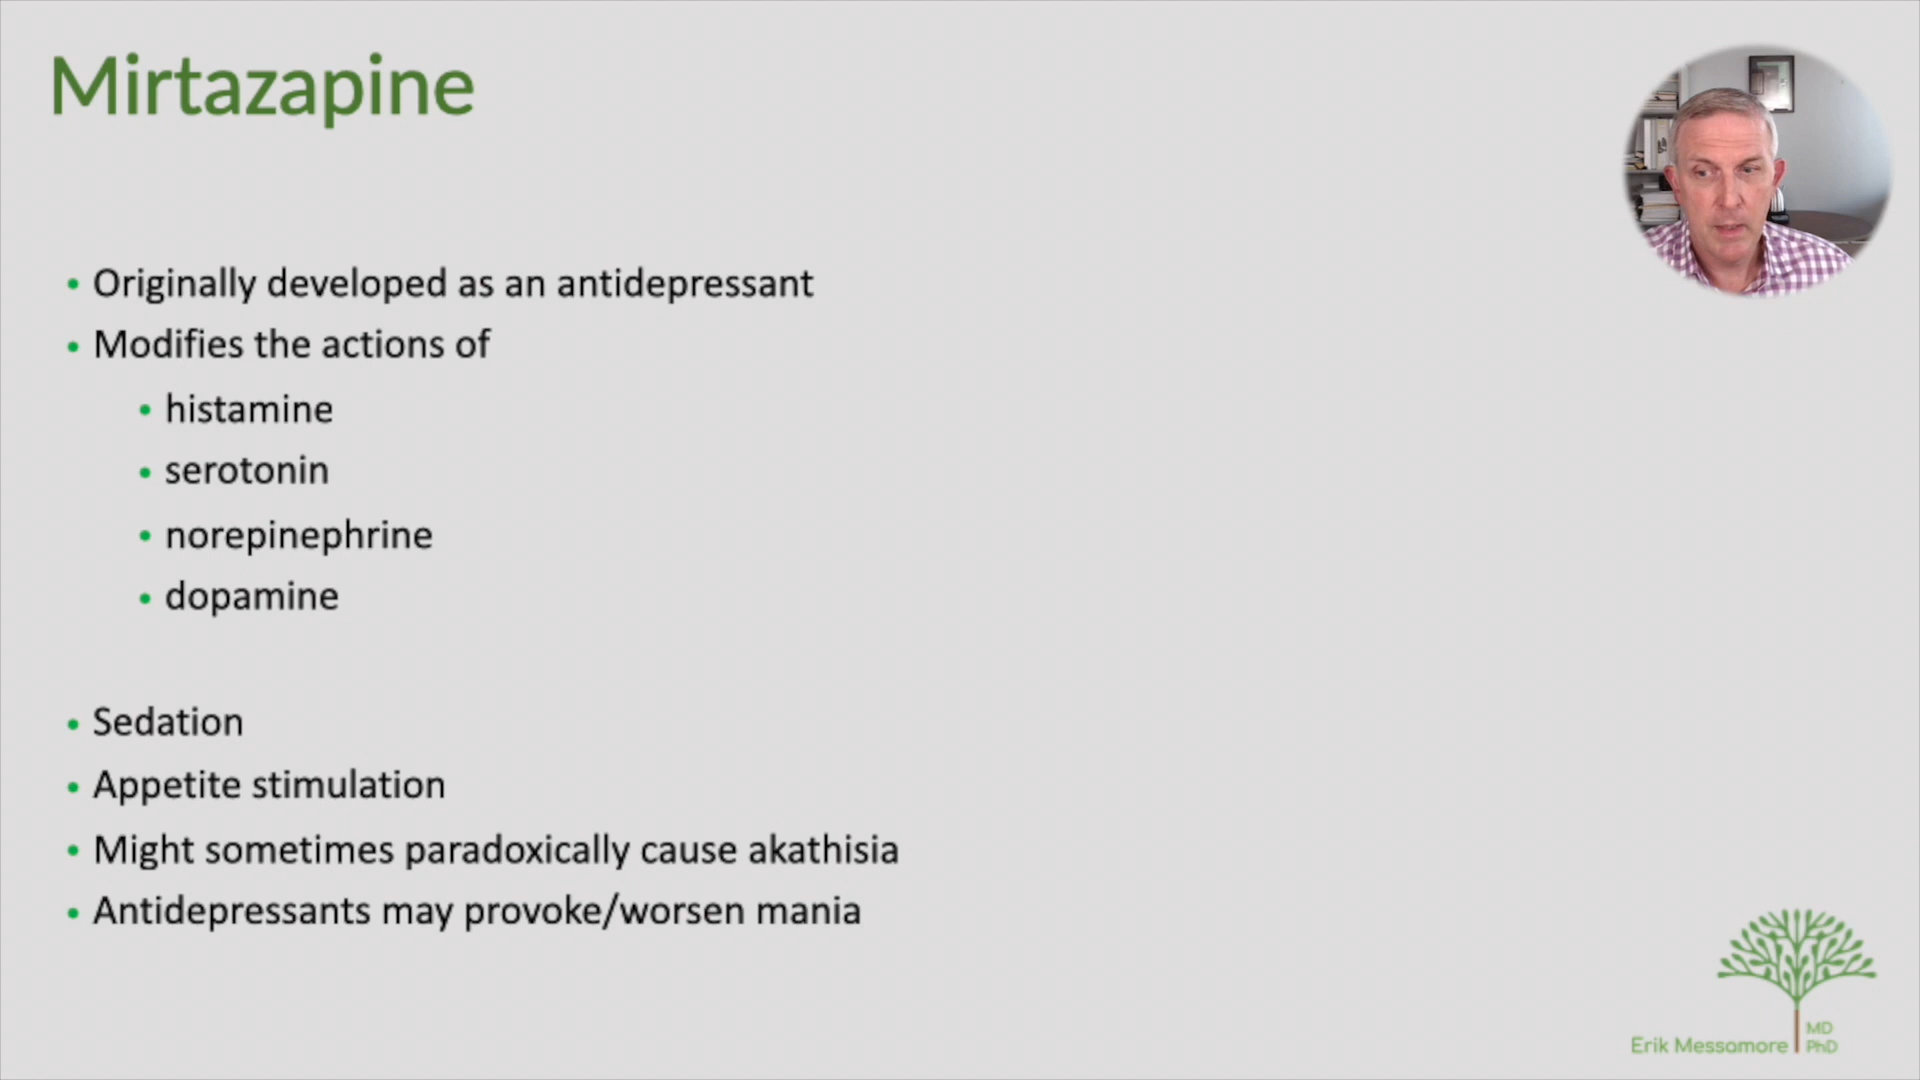 Mirtazapine
• Originally developed as an antidepressant
• Modifies the actions of
• histamine
• serotonin
• norepinephrine
• dopamine
• Sedation
• Appetite stimulation
• Might sometimes paradoxically cause akathisia
• Antidepressants may provoke/worsen mania
Erik Messamore
MD
PhD